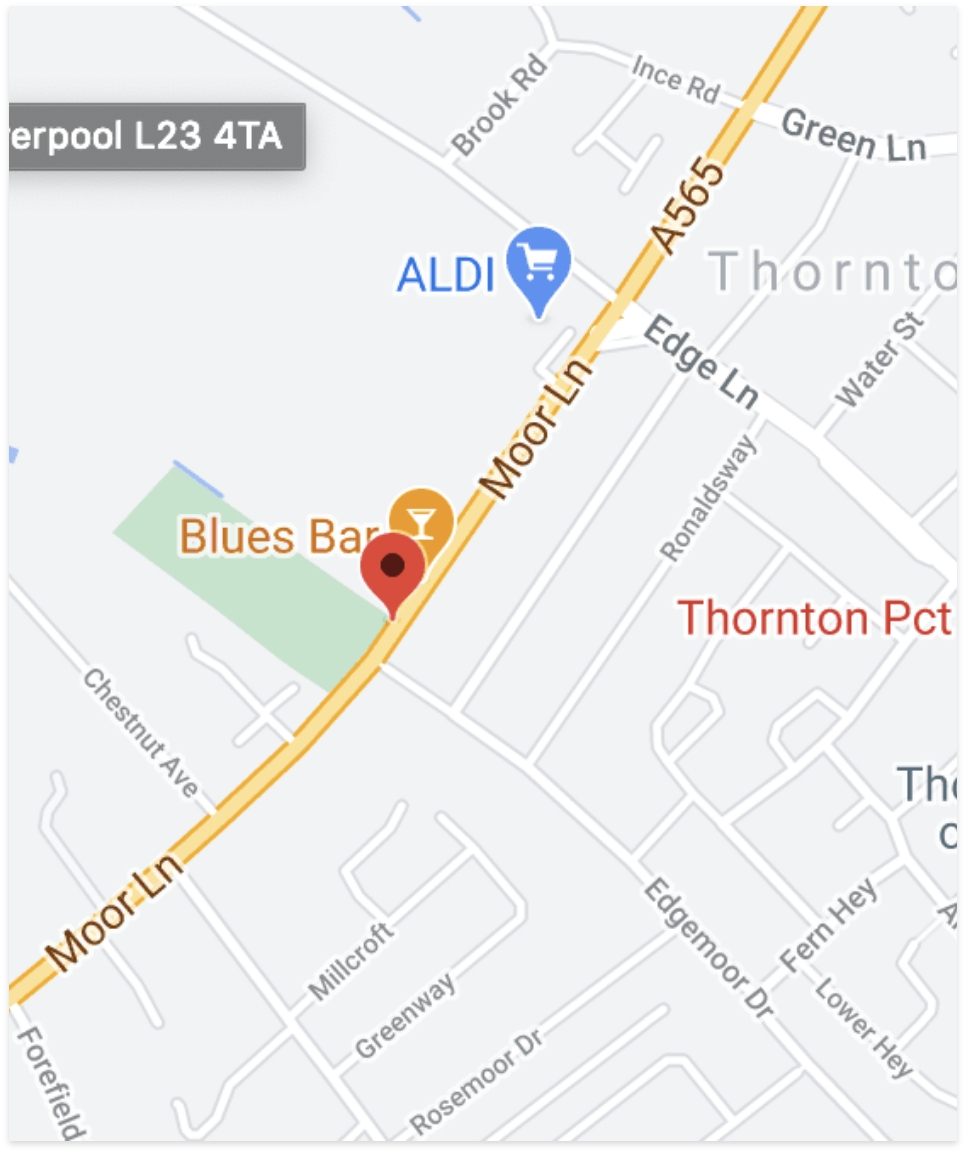 Brook Rd
Ince Rd
erpool L23 4TA
Green Ln
A565
ALDI
Thornto
Edge Ln
Water St
Moor Ln
Ronaldsway
Blues Bar
Thornton Pct
Chestnut Ave
Tho
Moor Ln
Edgemoor Dr
Fern Hey
Millcroft
Greenway
Lower Hey
Rosemoor Dr
Forefield